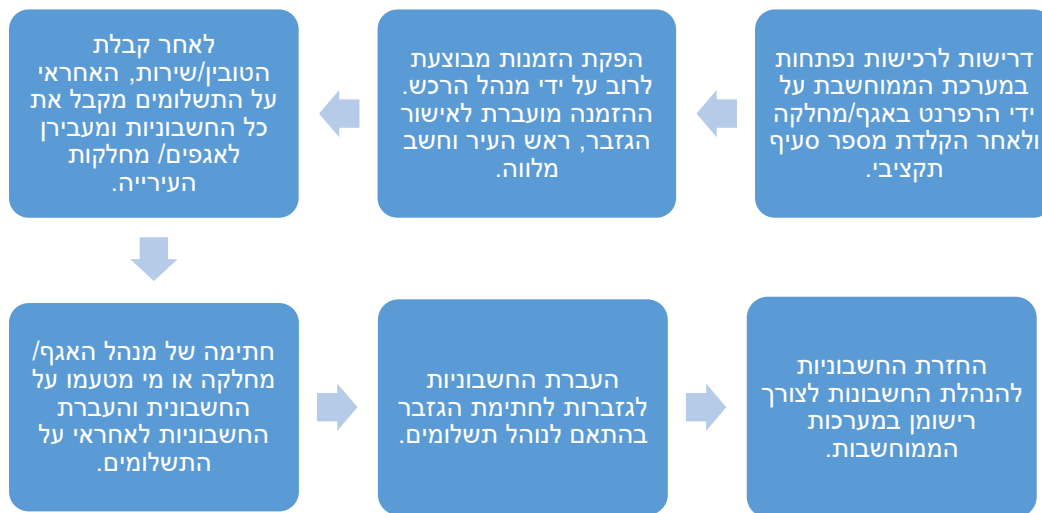 דרישות לרכישות נפתחות
במערכת הממוחשבת על
ידי הרפרנט באגף/מחלקה
ולאחר הקלדת מספר סעיף
תקציבי.
הפקת הזמנות מבוצעת
לרוב על ידי מנהל הרכש.
ההזמנה מועברת לאישור
הגזבר, ראש העיר וחשב
מלווה.
לאחר קבלת
הטובין/שירות, האחראי
על התשלומים מקבל את
כל החשבוניות ומעבירן
לאגפים/ מחלקות
העירייה.
חתימה של מנהל האגף/
מחלקה או מי מטעמו על
החשבונית והעברת
החשבוניות לאחראי על
התשלומים.
העברת החשבוניות
לגזברות לחתימת הגזבר
בהתאם לנוהל תשלומים.
החזרת החשבוניות
להנהלת החשבונות לצורך
רישומן במערכות
הממוחשבות.